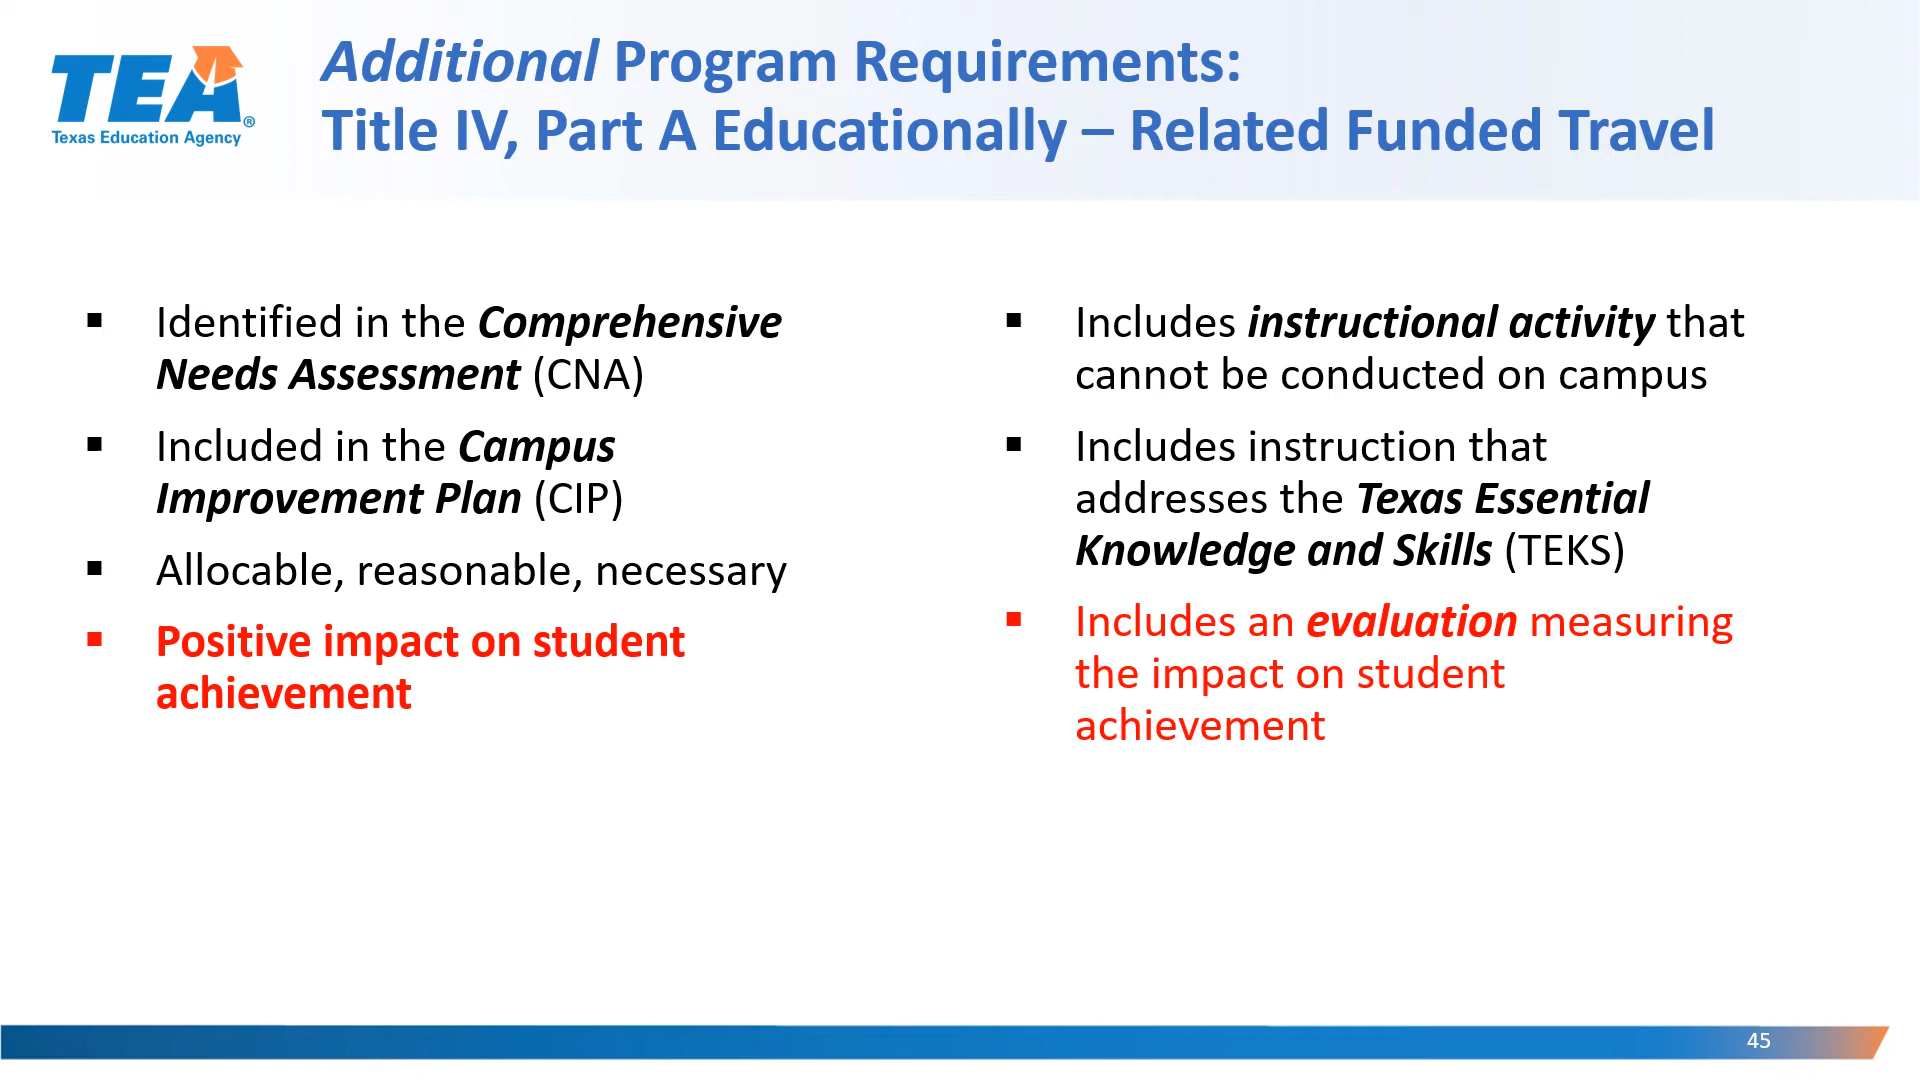 TEA®
Texas Education Agency
Additional Program Requirements:
Title IV, Part A Educationally – Related Funded Travel
▪ Identified in the Comprehensive
Needs Assessment (CNA)
▪ Included in the Campus
Improvement Plan (CIP)
▪ Allocable, reasonable, necessary
▪ Positive impact on student
achievement
▪ Includes instructional activity that
cannot be conducted on campus
▪ Includes instruction that
addresses the Texas Essential
Knowledge and Skills (TEKS)
▪ Includes an evaluation measuring
the impact on student
achievement
45